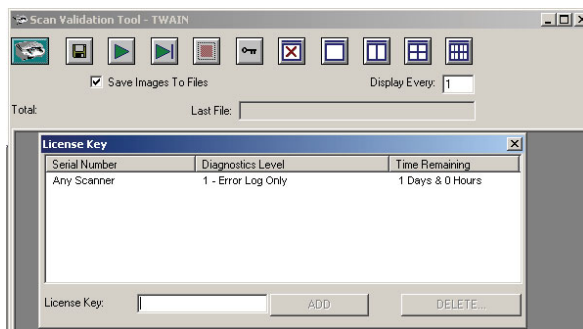 Scan Validation Tool - TWAIN
Save Images To Files
Display Every: 1
Total:
Last File:
License Key
Serial Number Diagnostics Level Time Remaining
Any Scanner 1 - Error Log Only 1 Days & 0 Hours
License Key: ADD DELETE...